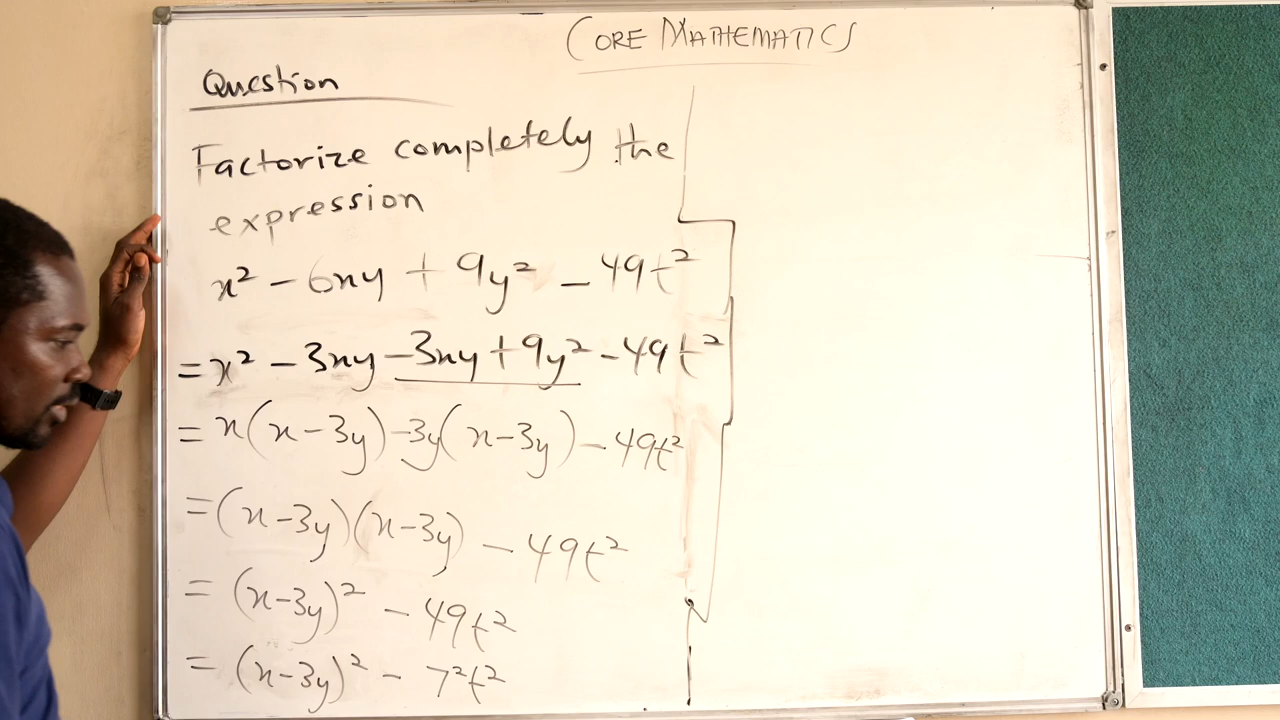 CORE MATHEMATICS
Question
Factorize completely the
expression
x² - 6xy + 9y² - 49t²
= x² - 3xy - 3xy + 9y² - 49t²
= x(x-3y) - 3y(x-3y) - 49t²
= (x-3y)(x-3y) - 49t²
= (x-3y)² - 49t²
= (x-3y)² - 7²t²